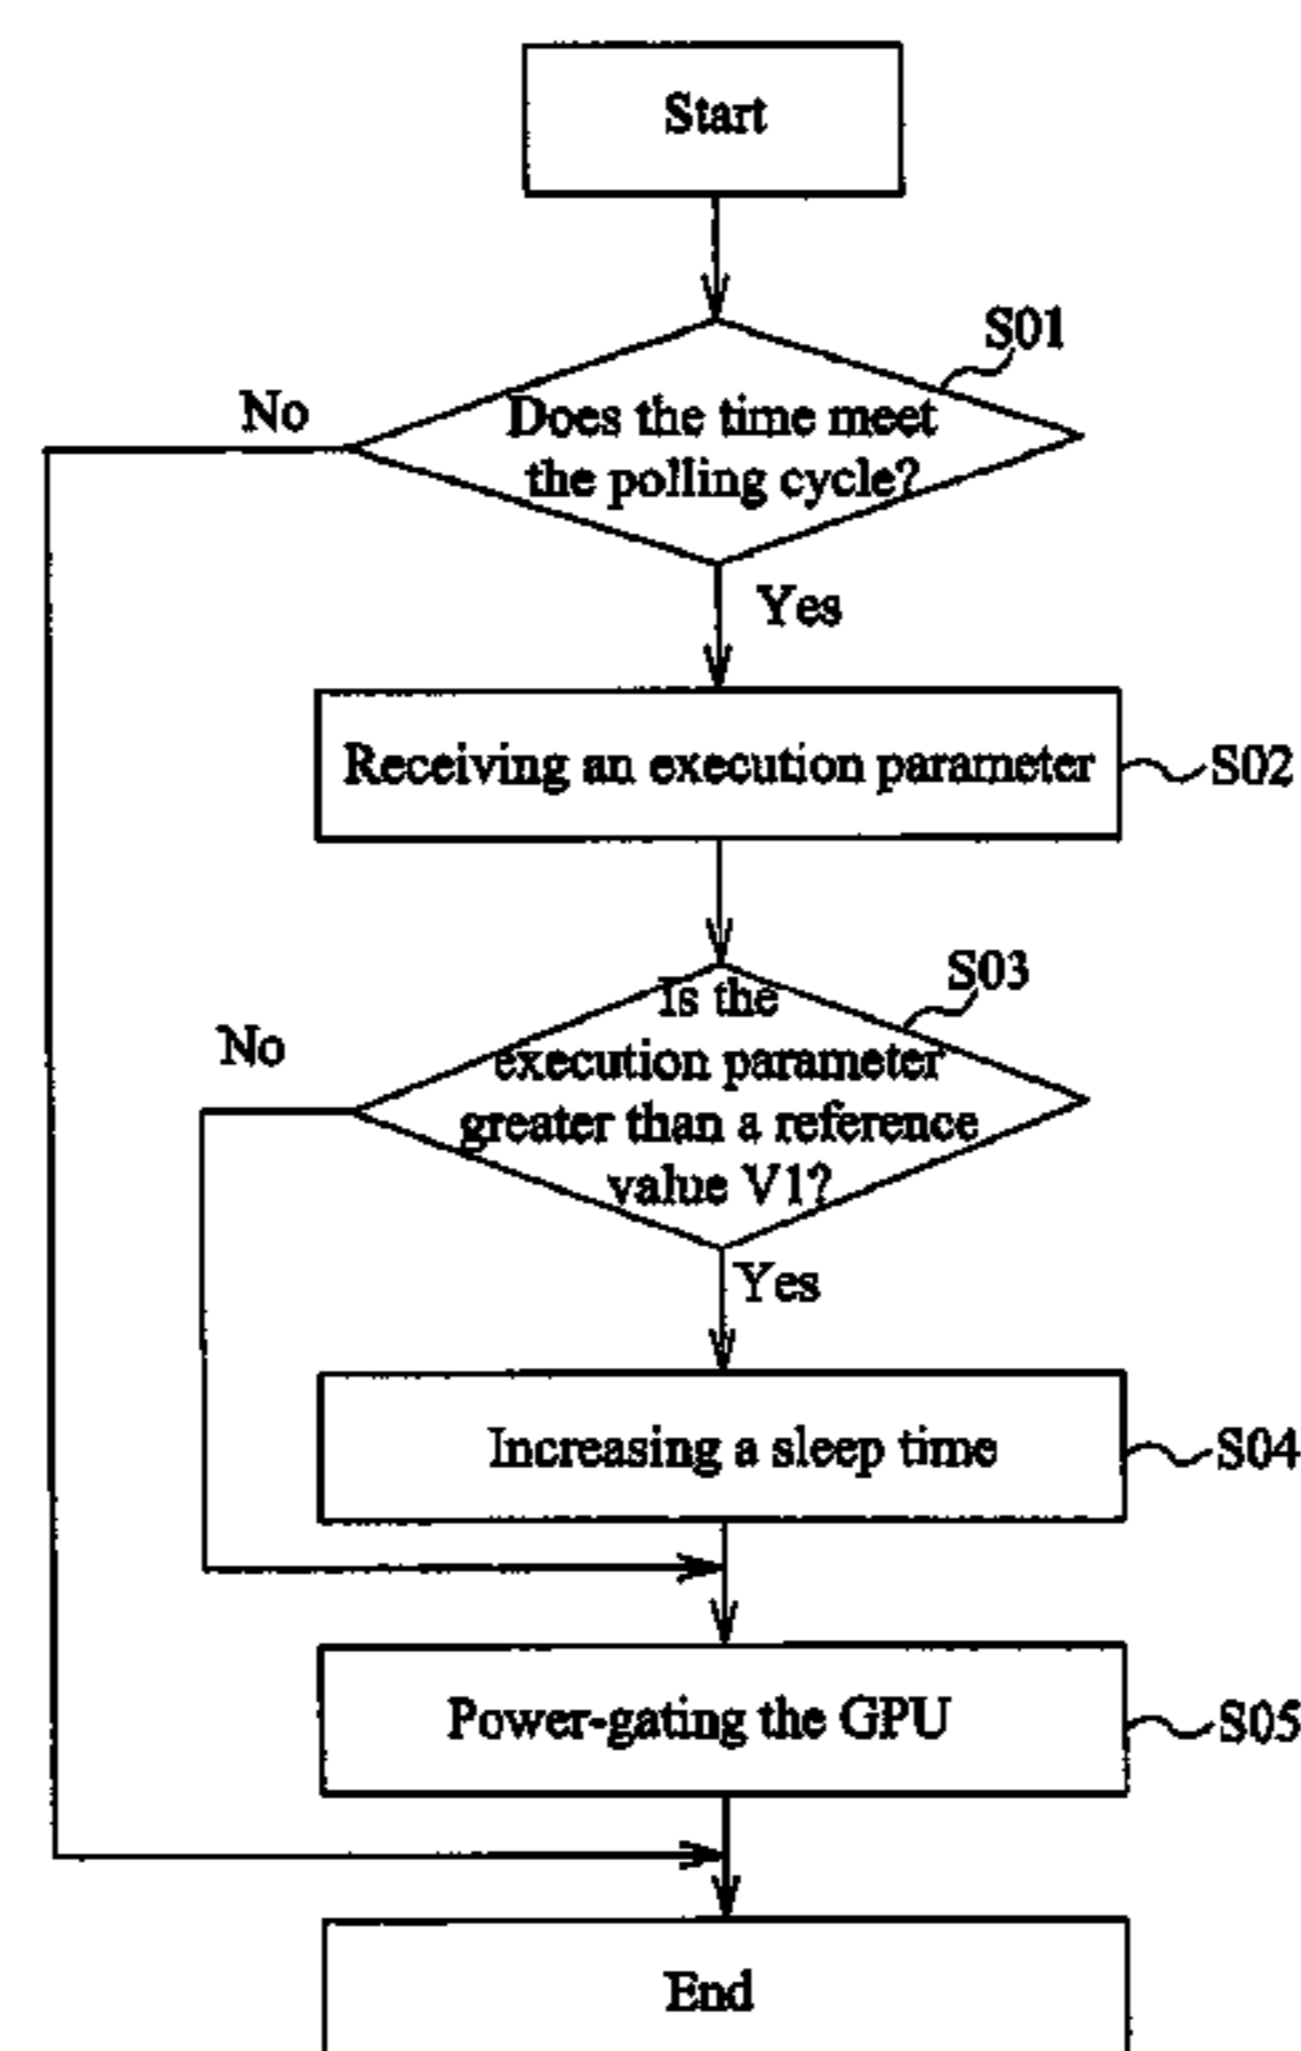 Start
S01
No
Does the time meet
the polling cycle?
Yes
Receiving an execution parameter
S02
S03
No
Is the
execution parameter
greater than a reference
value V1?
Yes
Increasing a sleep time
S04
Power-gating the GPU
S05
End